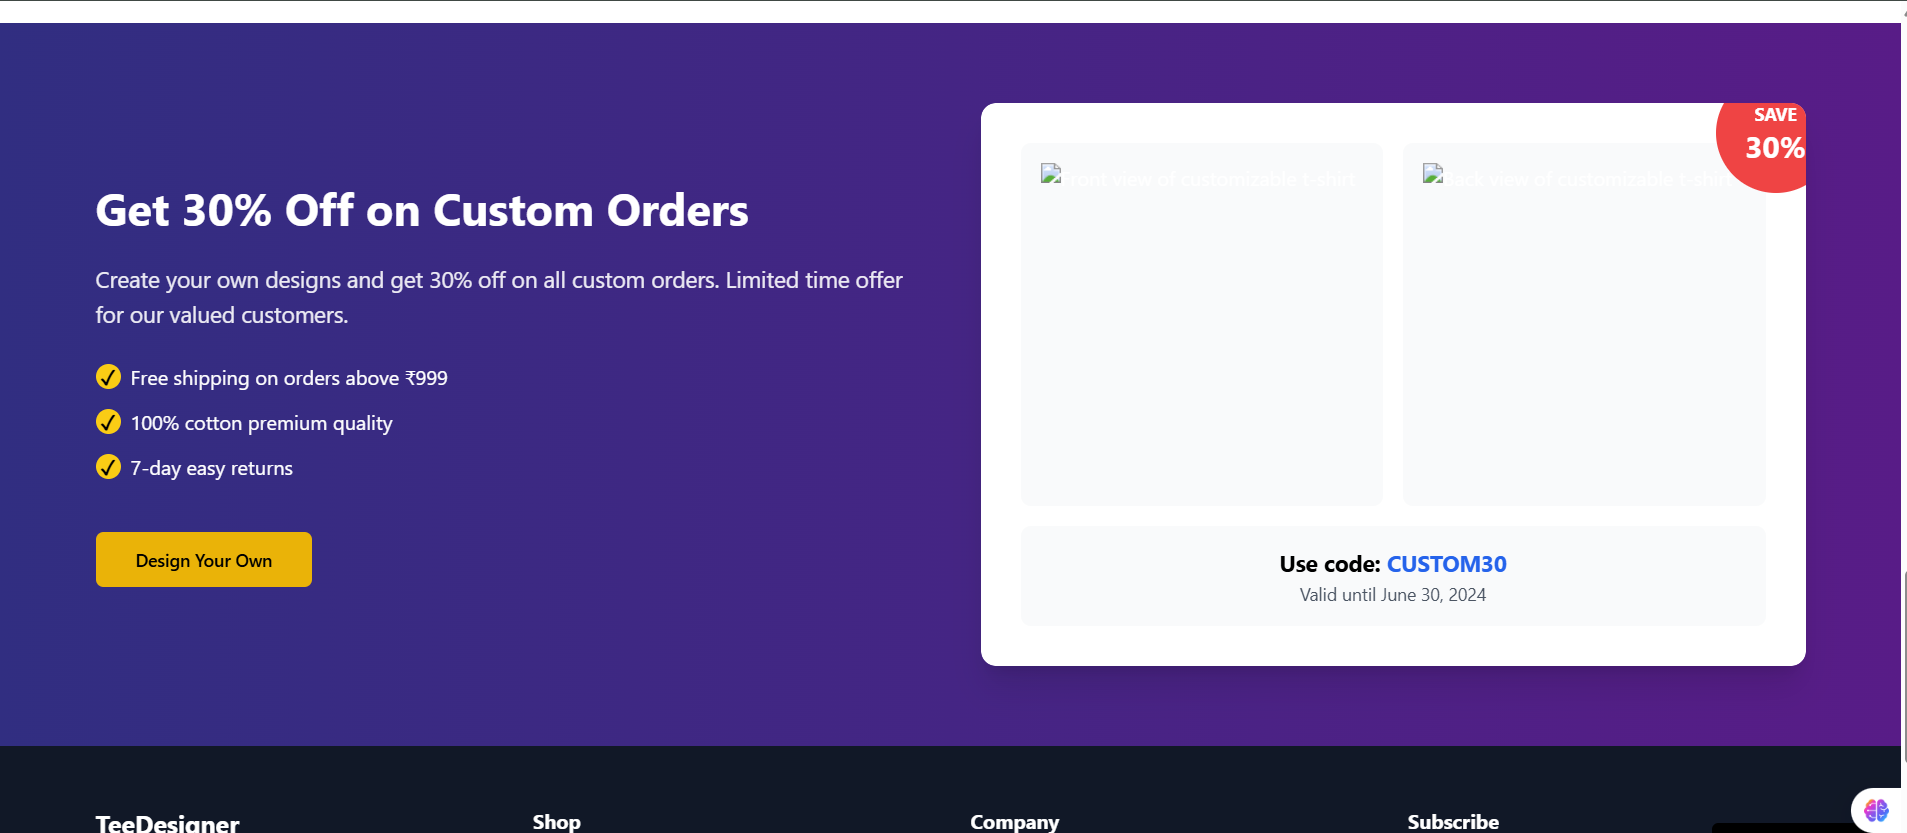 Get 30% Off on Custom Orders
Create your own designs and get 30% off on all custom orders. Limited time offer
for our valued customers.
Free shipping on orders above ₹999
100% cotton premium quality
7-day easy returns
Design Your Own
SAVE
30%
Front view of customizable t-shirt
Back view of customizable t-shirt
Use code: CUSTOM30
Valid until June 30, 2024
TeeDesigner
Shop
Company
Subscribe